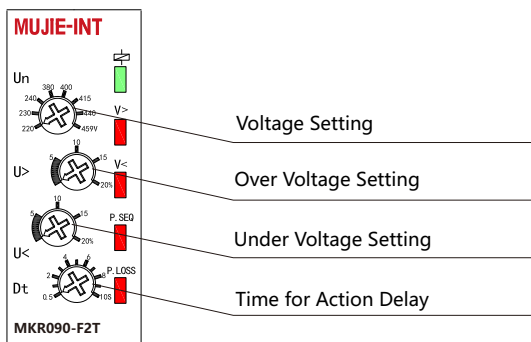 MUJIE-INT
Un
380 400
240 415
230 440
220 459V
V>
Voltage Setting
10
5 15
20%
U>
V<
Over Voltage Setting
10
5 15
20%
U<
P.SEQ
Under Voltage Setting
4 6
2 8
0.5 10S
Dt
P.LOSS
Time for Action Delay
MKR090-F2T